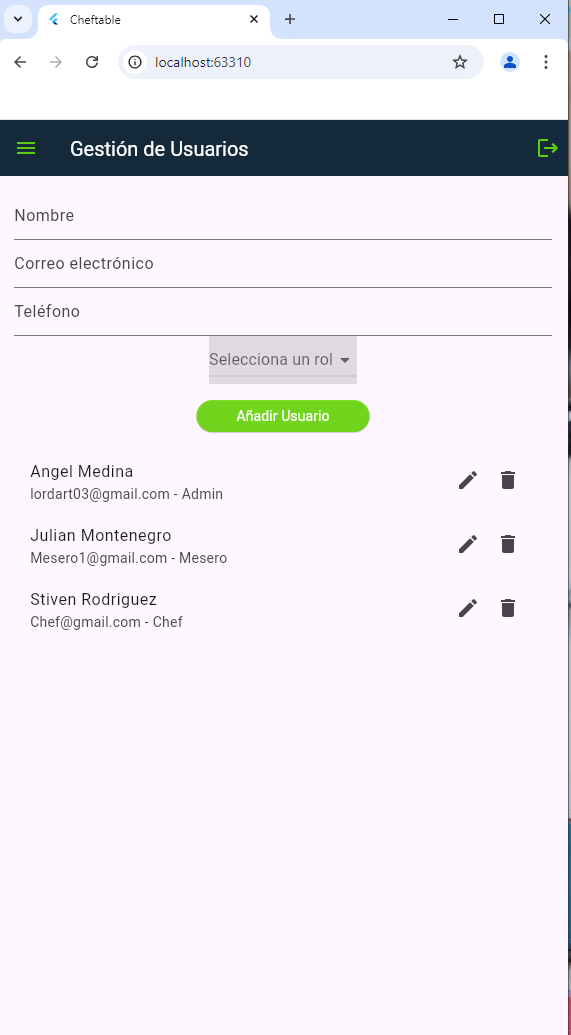 Cheftable
localhost:63310
Gestión de Usuarios
Nombre
Correo electrónico
Teléfono
Selecciona un rol
Añadir Usuario
Angel Medina
lordart03@gmail.com - Admin
Julian Montenegro
Mesero1@gmail.com - Mesero
Stiven Rodriguez
Chef@gmail.com - Chef